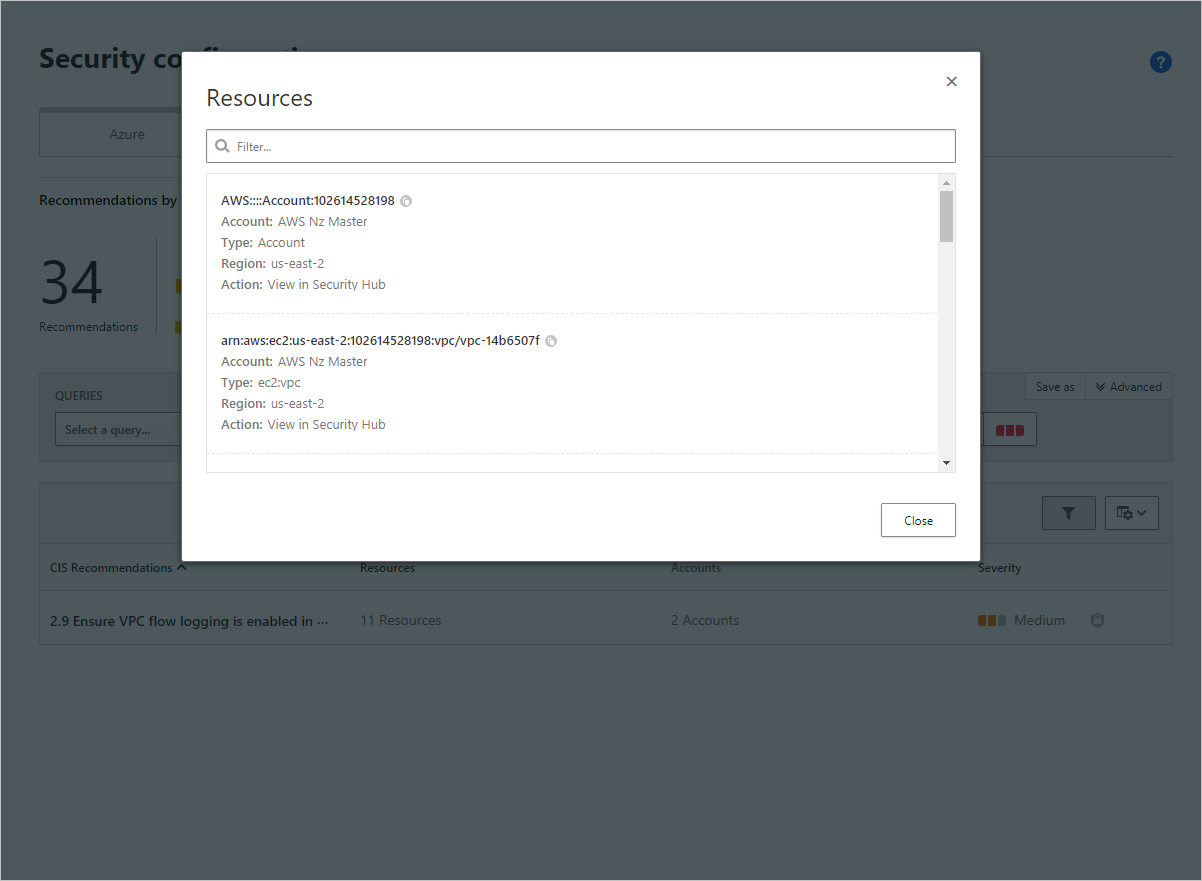 Security co
?
Azure
Recommendations by
34
Recommendations
Resources
Filter...
AWS::::Account:102614528198
Account: AWS Nz Master
Type: Account
Region: us-east-2
Action: View in Security Hub
arn:aws:ec2:us-east-2:102614528198:vpc/vpc-14b6507f
Account: AWS Nz Master
Type: ec2:vpc
Region: us-east-2
Action: View in Security Hub
Close
QUERIES
Save as
Advanced
Select a query...
CIS Recommendations
Resources
Accounts
Severity
2.9 Ensure VPC flow logging is enabled in ...
11 Resources
2 Accounts
Medium